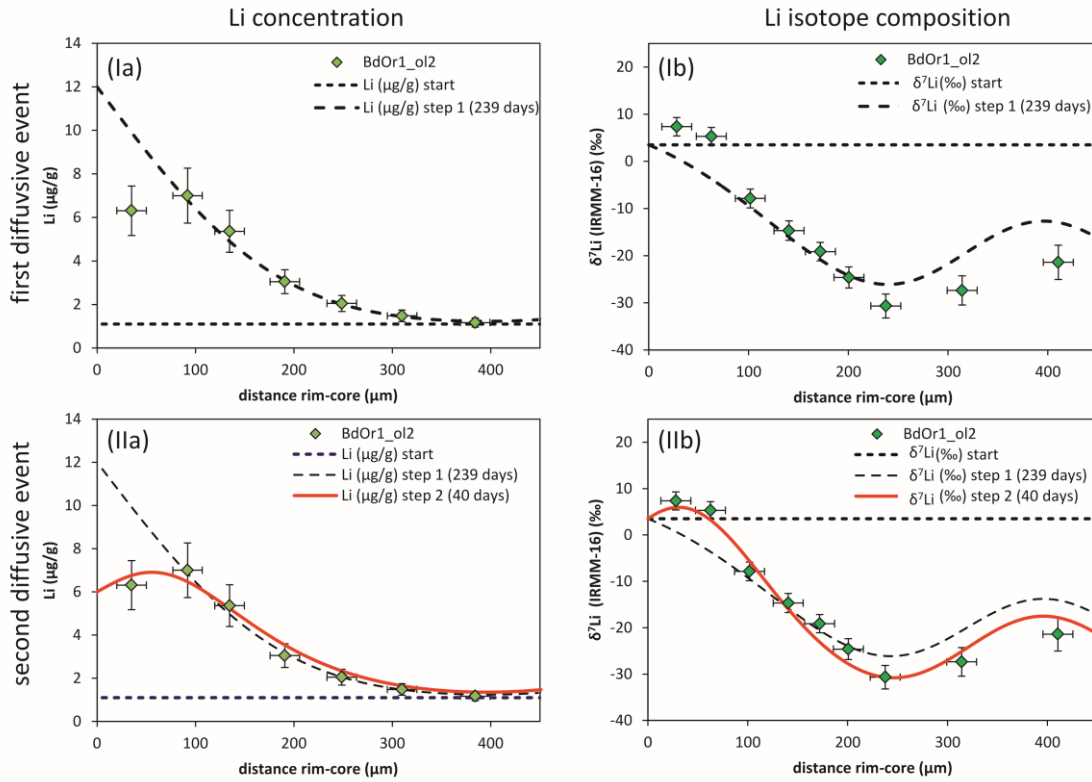 Li concentration
Li isotope composition
first diffuvsive event
second diffusive event
(Ia)
BdOr1_ol2
Li (µg/g) start
Li (µg/g) step 1 (239 days)
Li (µg/g)
14
12
10
8
6
4
2
0
0 100 200 300 400
distance rim-core (µm)
(Ib)
BdOr1_ol2
δ⁷Li(‰) start
δ⁷Li (‰) step 1 (239 days)
δ⁷Li (IRMM-16) (‰)
20
10
0
-10
-20
-30
-40
0 100 200 300 400
distance rim-core (µm)
(IIa)
BdOr1_ol2
Li (µg/g) start
Li (µg/g) step 1 (239 days)
Li (µg/g) step 2 (40 days)
Li (µg/g)
14
12
10
8
6
4
2
0
0 100 200 300 400
distance rim-core (µm)
(IIb)
BdOr1_ol2
δ⁷Li(‰) start
δ⁷Li (‰) step 1 (239 days)
δ⁷Li (‰) step 2 (40 days)
δ⁷Li (IRMM-16) (‰)
20
10
0
-10
-20
-30
-40
0 100 200 300 400
distance rim-core (µm)